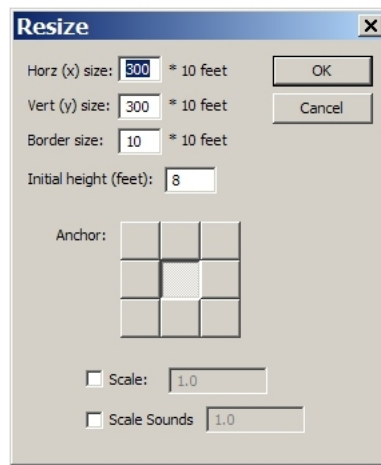 Resize
Horz (x) size: 300 * 10 feet OK
Vert (y) size: 300 * 10 feet Cancel
Border size: 10 * 10 feet
Initial height (feet): 8
Anchor:
Scale: 1.0
Scale Sounds 1.0